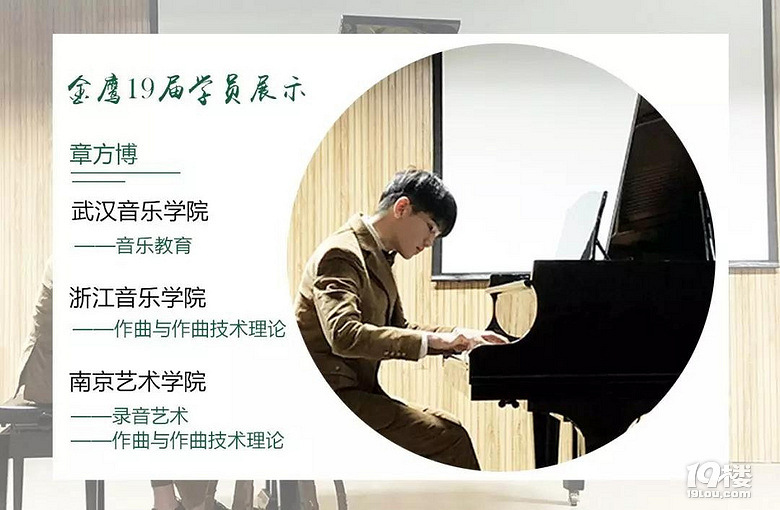 金鹰19届学员展示
章方博
武汉音乐学院
——音乐教育
浙江音乐学院
——作曲与作曲技术理论
南京艺术学院
——录音艺术
——作曲与作曲技术理论
19楼
19lou.com